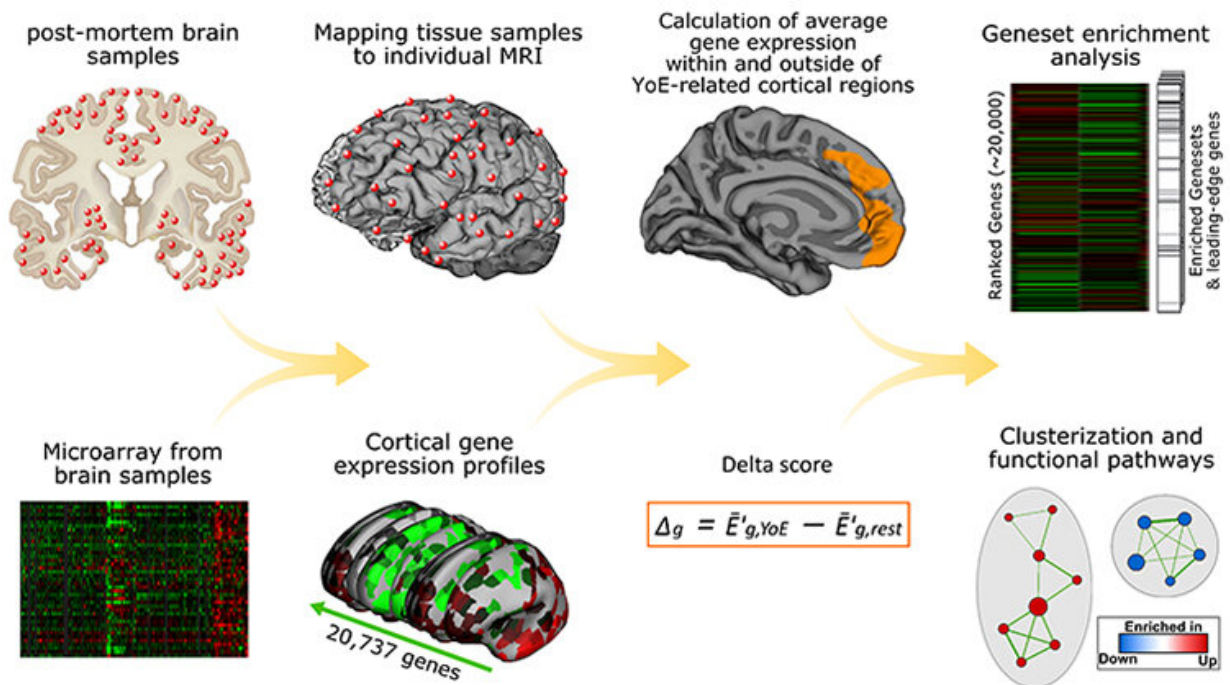 post-mortem brain
samples
Mapping tissue samples
to individual MRI
Calculation of average
gene expression
within and outside of
YoE-related cortical regions
Geneset enrichment
analysis
Ranked Genes (~20,000)
Enriched Genesets
& leading-edge genes
Microarray from
brain samples
Cortical gene
expression profiles
20,737 genes
Delta score
Δg = Ē'g,YoE − Ē'g,rest
Clusterization and
functional pathways
Enriched in
Down
Up